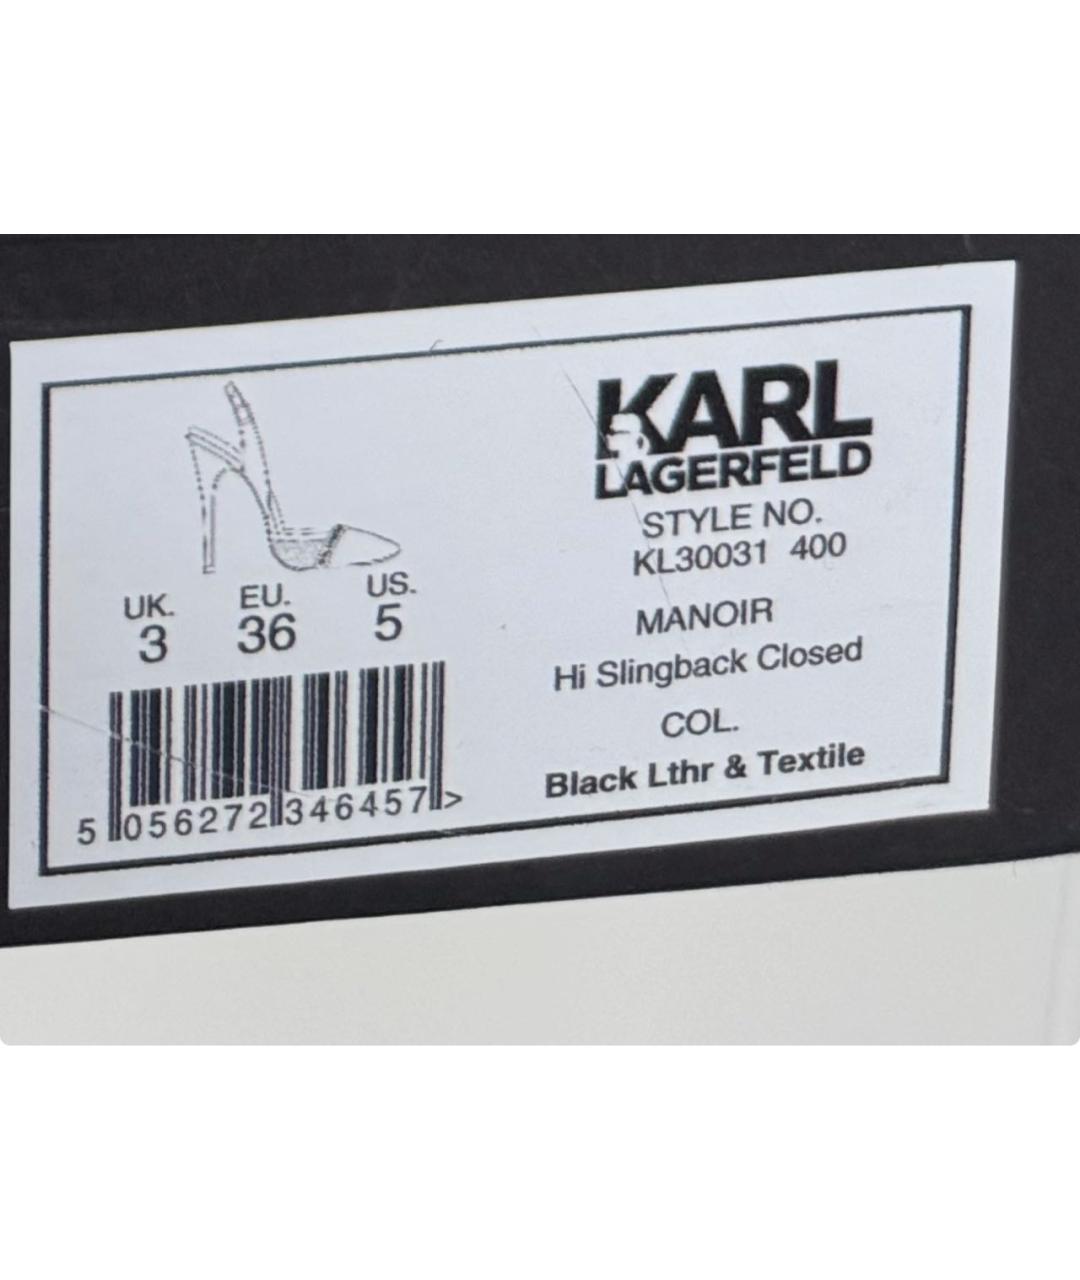 KARL
LAGERFELD
STYLE NO.
KL30031 400
MANOIR
Hi Slingback Closed
COL.
Black Lthr & Textile
UK. EU. US.
3 36 5
5 056272 346457 >